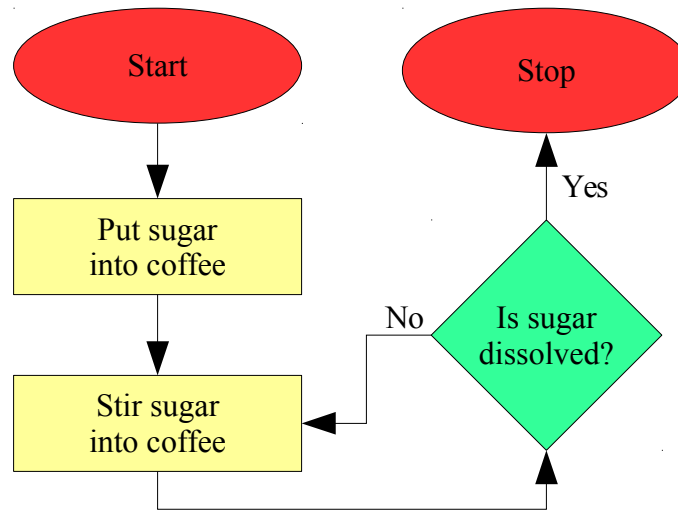 Start
Put sugar
into coffee
Stir sugar
into coffee
Is sugar
dissolved?
No
Yes
Stop